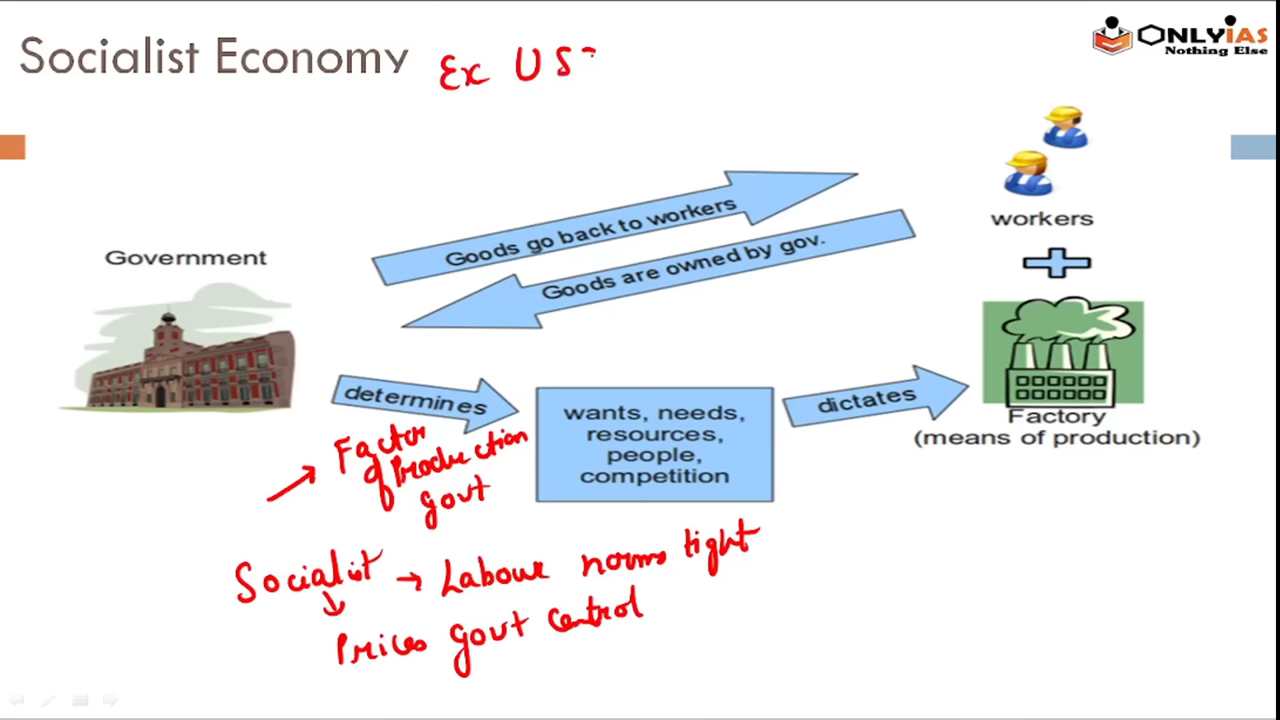 Socialist Economy
Ex US
ONLYIAS
Nothing Else
Goods go back to workers
Goods are owned by gov.
workers
Government
determines
wants, needs,
resources,
people,
competition
dictates
Factory
(means of production)
Factor
of Production
govt
Socialist → Labour norms tight
Prices govt control